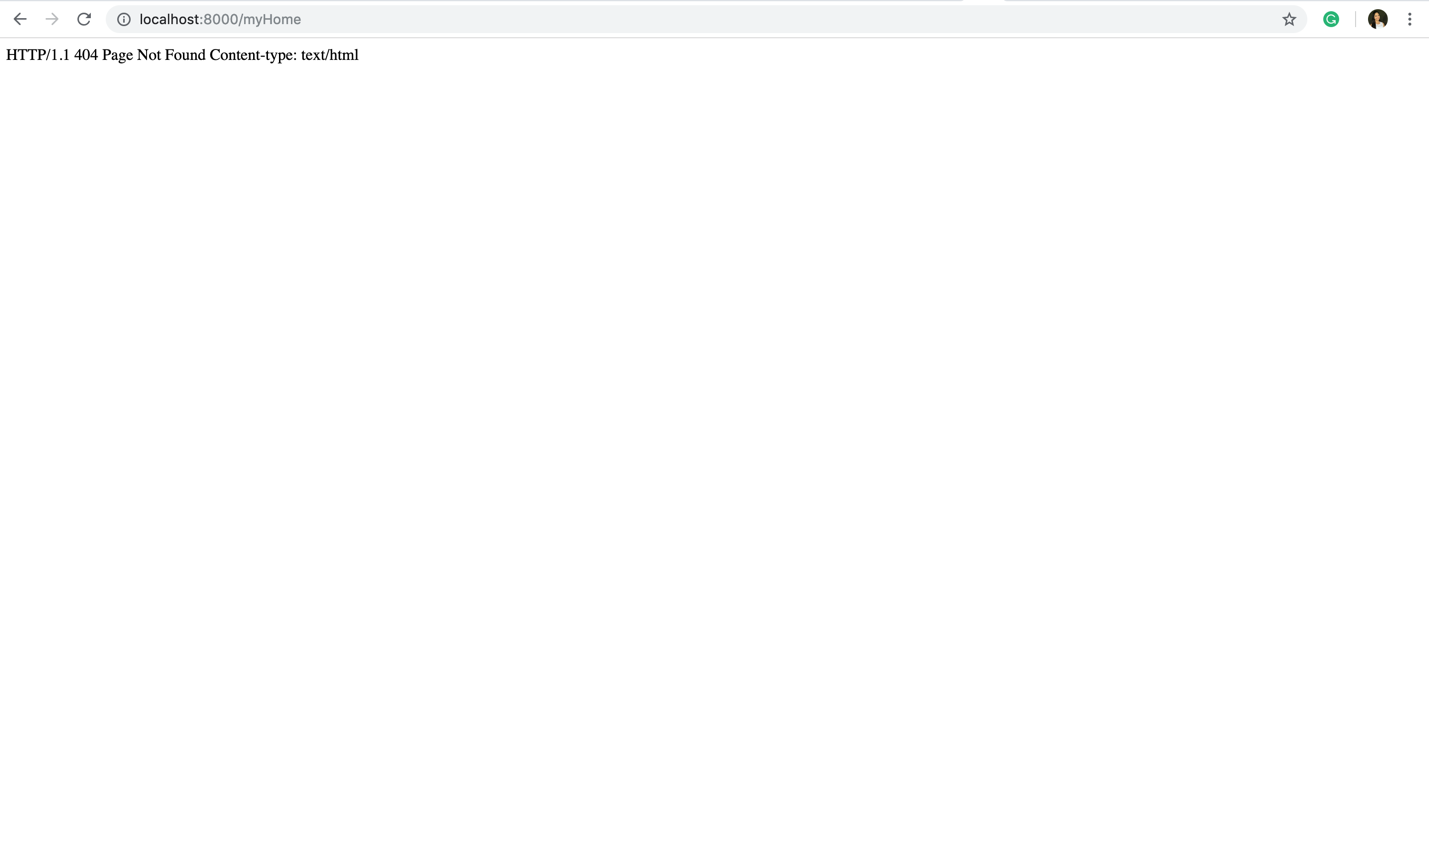 localhost:8000/myHome
HTTP/1.1 404 Page Not Found Content-type: text/html